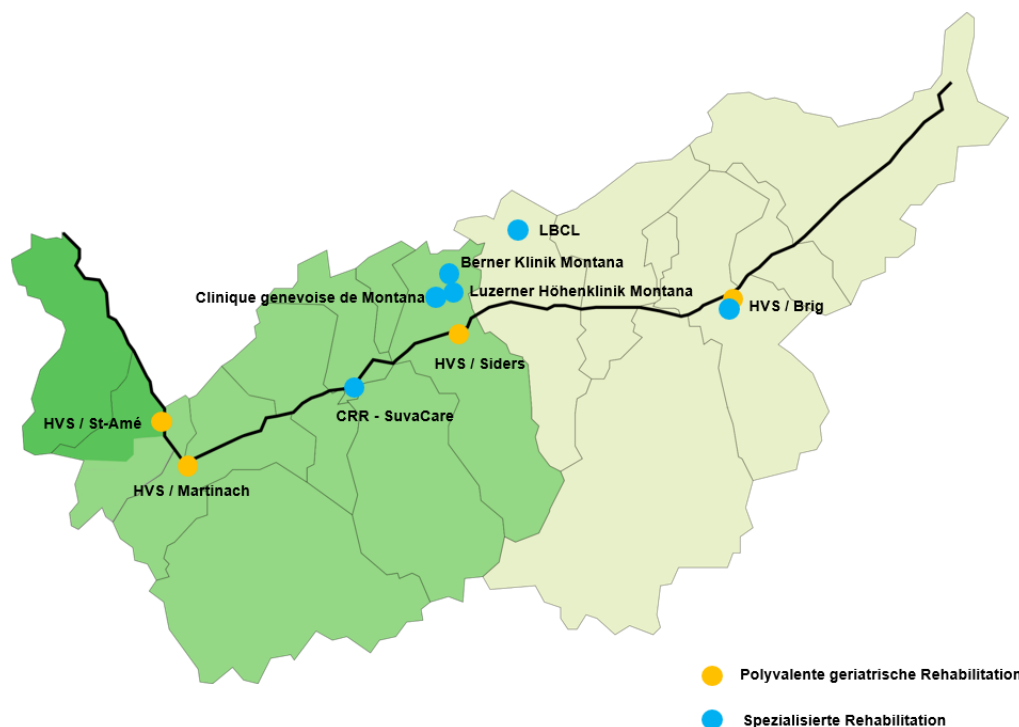 LBCL
Berner Klinik Montana
Clinique genevoise de Montana
Luzerner Höhenklinik Montana
HVS / Brig
HVS / Siders
CRR - SuvaCare
HVS / St-Amé
HVS / Martinach
Polyvalente geriatrische Rehabilitation
Spezialisierte Rehabilitation